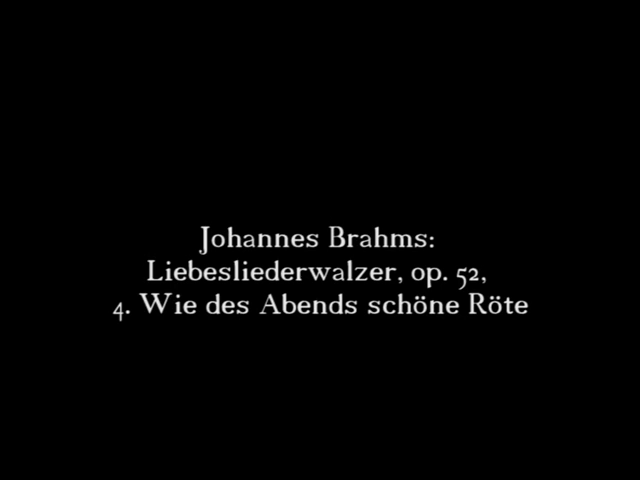 Johannes Brahms:
Liebesliederwalzer, op. 52,
4. Wie des Abends schöne Röte